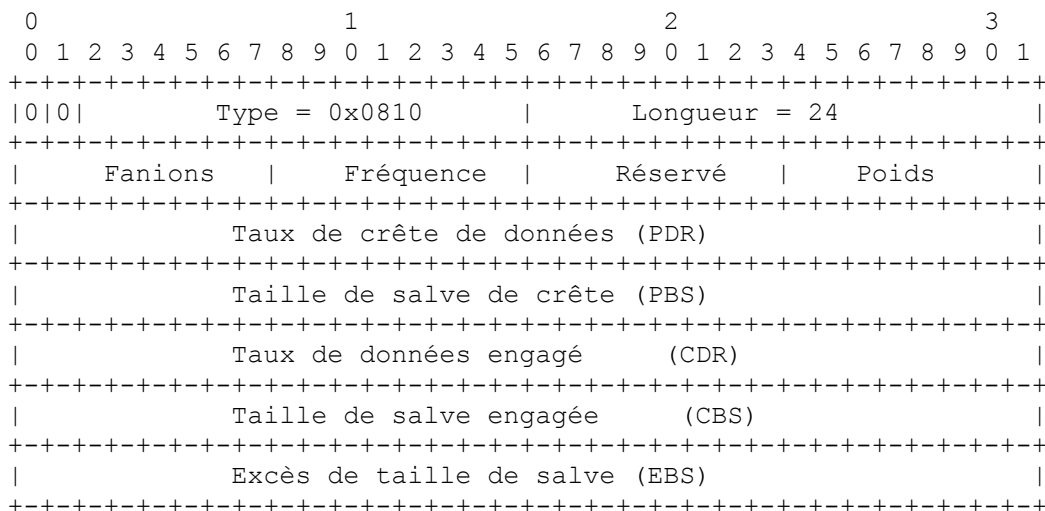 0                   1                   2                   3
 0 1 2 3 4 5 6 7 8 9 0 1 2 3 4 5 6 7 8 9 0 1 2 3 4 5 6 7 8 9 0 1
+-+-+-+-+-+-+-+-+-+-+-+-+-+-+-+-+-+-+-+-+-+-+-+-+-+-+-+-+-+-+-+
|0|0|        Type = 0x0810      |      Longueur = 24            |
+-+-+-+-+-+-+-+-+-+-+-+-+-+-+-+-+-+-+-+-+-+-+-+-+-+-+-+-+-+-+-+
|     Fanions   |    Fréquence  |     Réservé   |    Poids      |
+-+-+-+-+-+-+-+-+-+-+-+-+-+-+-+-+-+-+-+-+-+-+-+-+-+-+-+-+-+-+-+
|             Taux de crête de données (PDR)                    |
+-+-+-+-+-+-+-+-+-+-+-+-+-+-+-+-+-+-+-+-+-+-+-+-+-+-+-+-+-+-+-+
|             Taille de salve de crête (PBS)                    |
+-+-+-+-+-+-+-+-+-+-+-+-+-+-+-+-+-+-+-+-+-+-+-+-+-+-+-+-+-+-+-+
|             Taux de données engagé     (CDR)                  |
+-+-+-+-+-+-+-+-+-+-+-+-+-+-+-+-+-+-+-+-+-+-+-+-+-+-+-+-+-+-+-+
|             Taille de salve engagée     (CBS)                 |
+-+-+-+-+-+-+-+-+-+-+-+-+-+-+-+-+-+-+-+-+-+-+-+-+-+-+-+-+-+-+-+
|             Excès de taille de salve (EBS)                    |
+-+-+-+-+-+-+-+-+-+-+-+-+-+-+-+-+-+-+-+-+-+-+-+-+-+-+-+-+-+-+-+